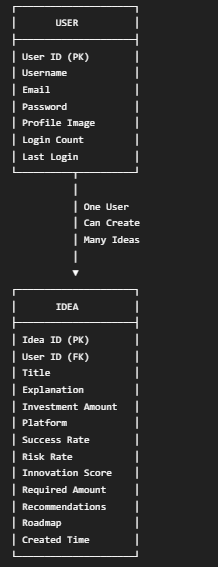 USER
User ID (PK)
Username
Email
Password
Profile Image
Login Count
Last Login
One User
Can Create
Many Ideas
IDEA
Idea ID (PK)
User ID (FK)
Title
Explanation
Investment Amount
Platform
Success Rate
Risk Rate
Innovation Score
Required Amount
Recommendations
Roadmap
Created Time